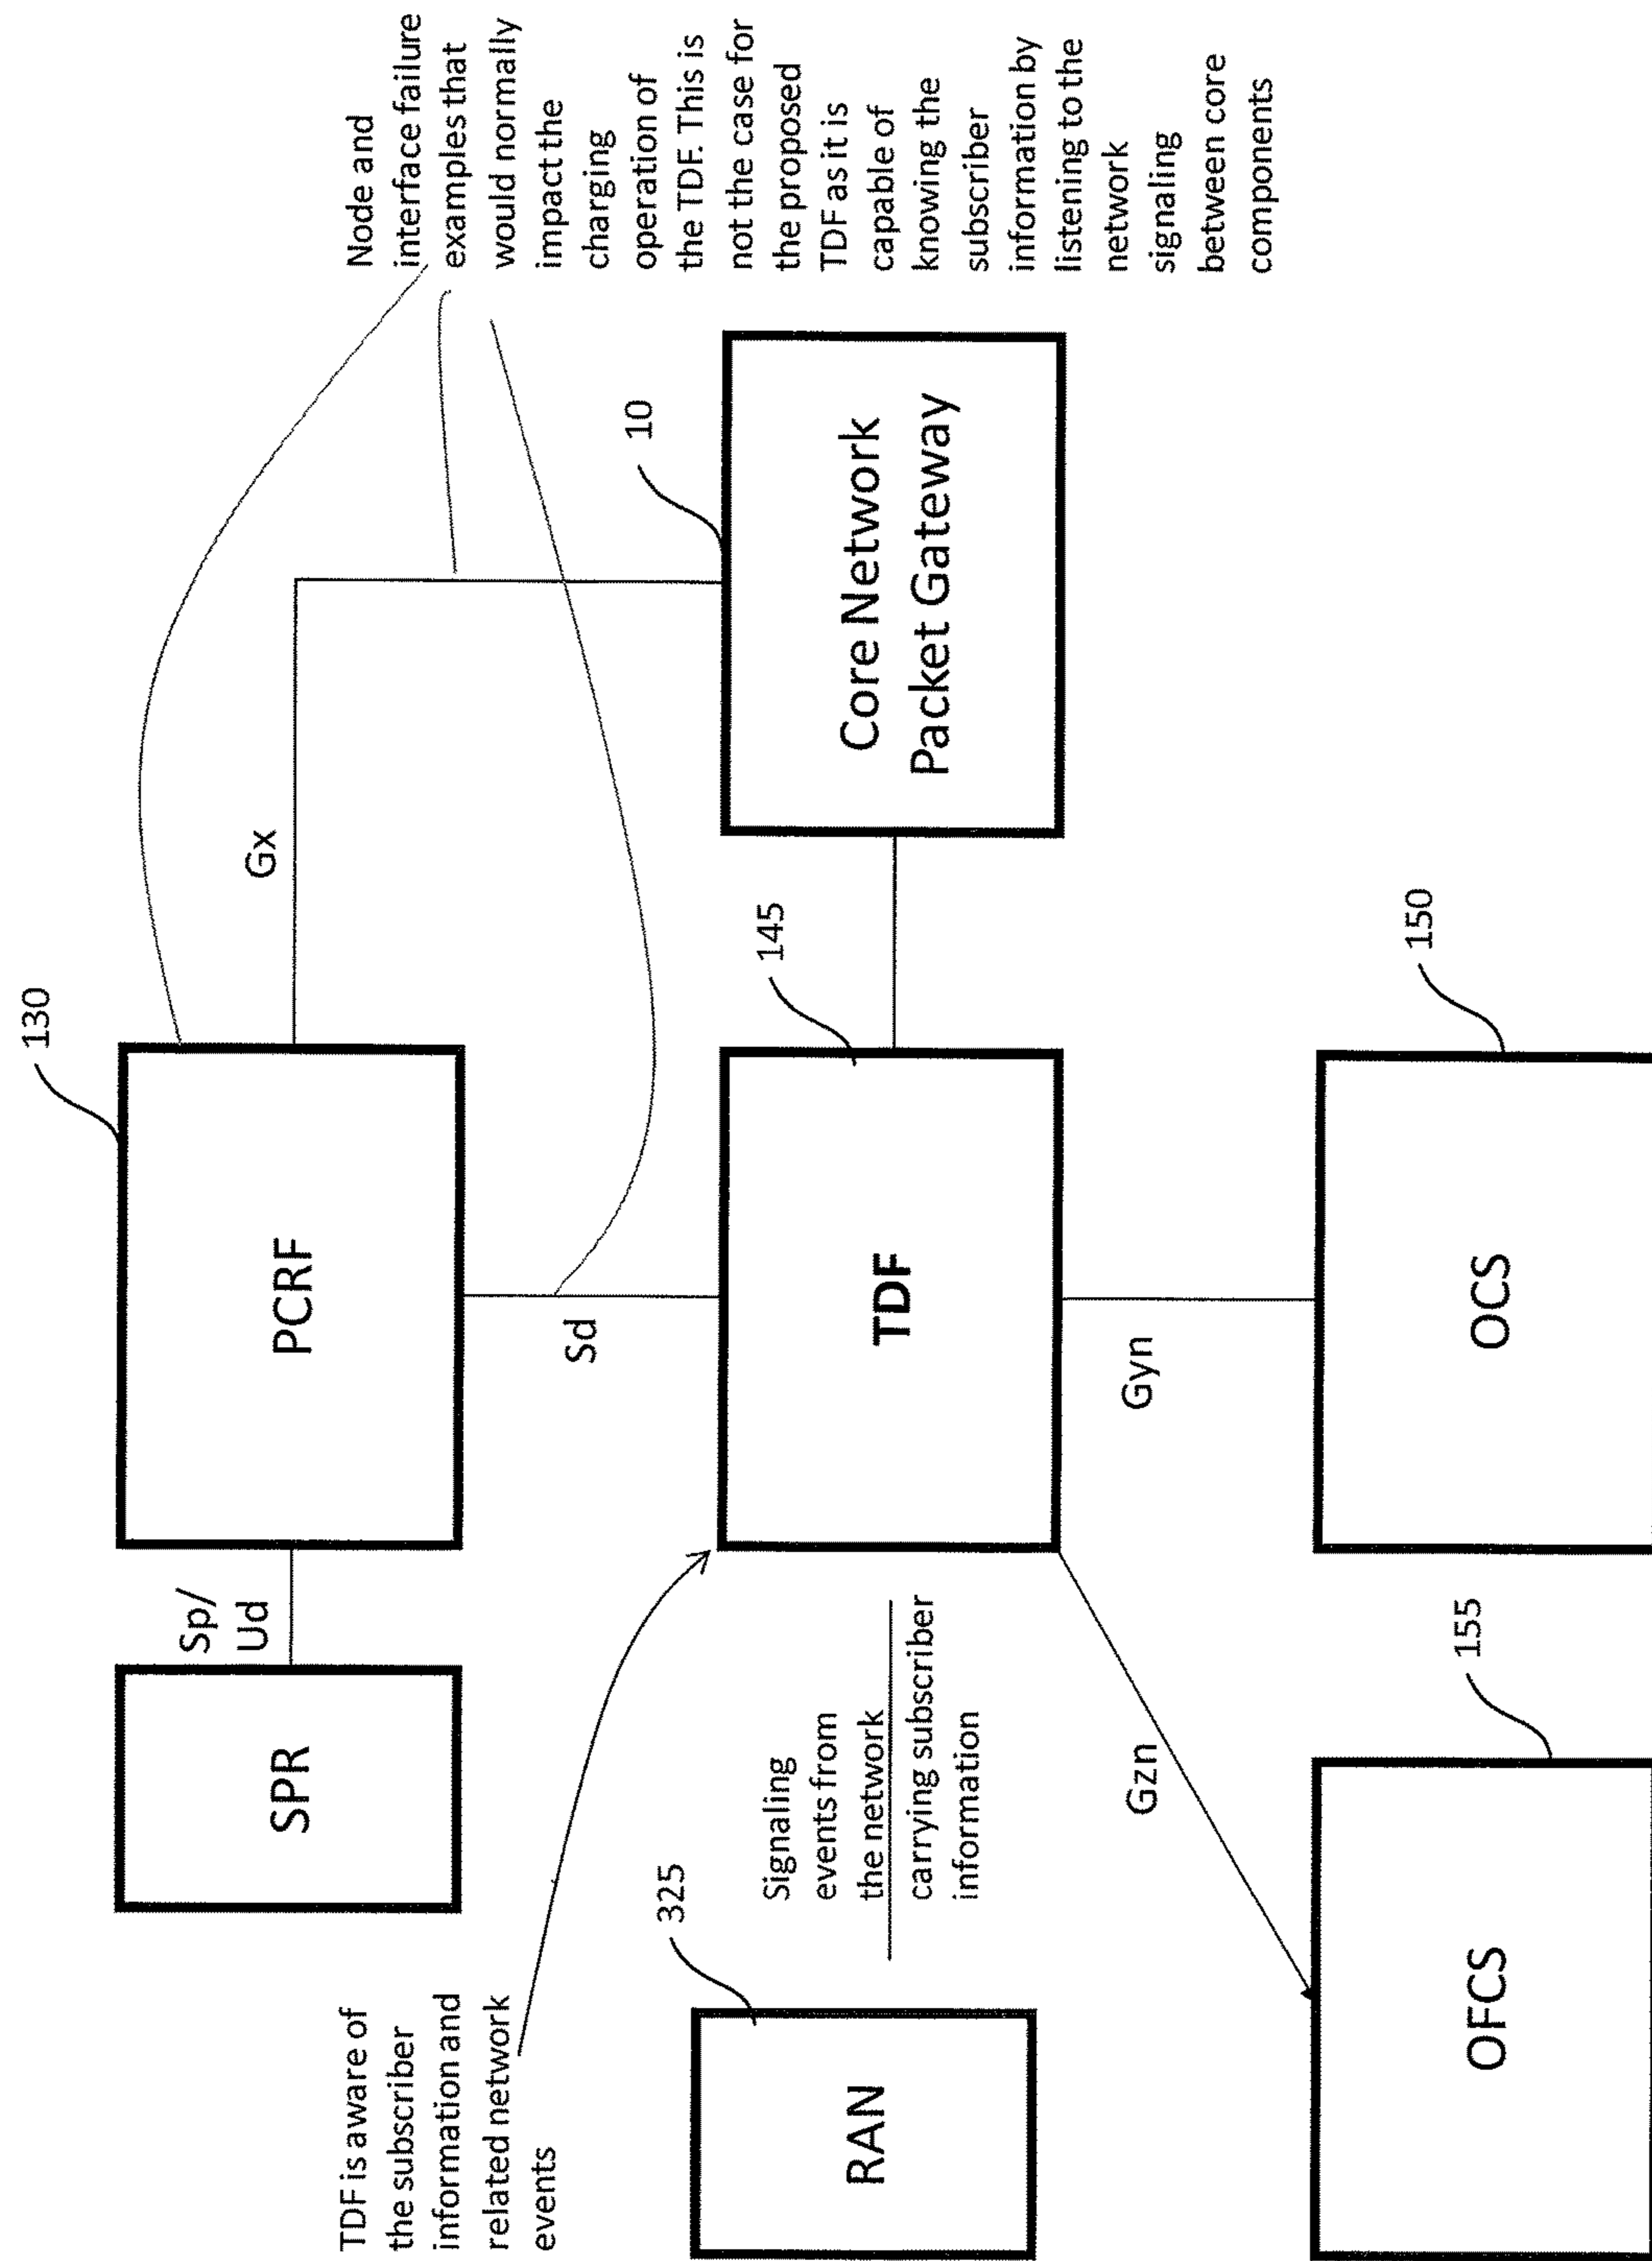 130
SPR
Sp/
Ud
PCRF
Gx
Node and
interface failure
examples that
would normally
impact the
charging
operation of
the TDF. This is
not the case for
the proposed
TDF as it is
capable of
knowing the
subscriber
information by
listening to the
network
signaling
between core
components
TDF is aware of
the subscriber
information and
related network
events
Sd
325
RAN
Signaling
events from
the network
carrying subscriber
information
145
TDF
10
Core Network
Packet Gateway
Gzn
Gyn
155
OFCS
150
OCS